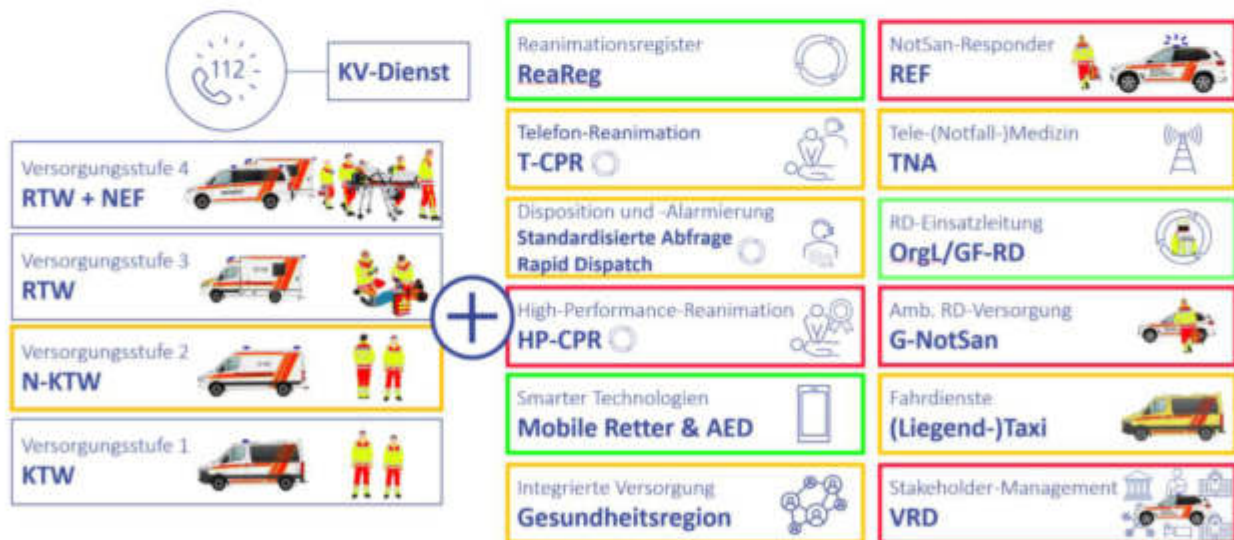 112
KV-Dienst
Versorgungsstufe 4
RTW + NEF
Versorgungsstufe 3
RTW
Versorgungsstufe 2
N-KTW
Versorgungsstufe 1
KTW
Reanimationsregister
ReaReg
Telefon-Reanimation
T-CPR
Disposition und -Alarmierung
Standardisierte Abfrage
Rapid Dispatch
High-Performance-Reanimation
HP-CPR
Smarter Technologien
Mobile Retter & AED
Integrierte Versorgung
Gesundheitsregion
NotSan-Responder
REF
Tele-(Notfall-)Medizin
TNA
RD-Einsatzleitung
OrgL/GF-RD
Amb. RD-Versorgung
G-NotSan
Fahrdienste
(Liegend-)Taxi
Stakeholder-Management
VRD